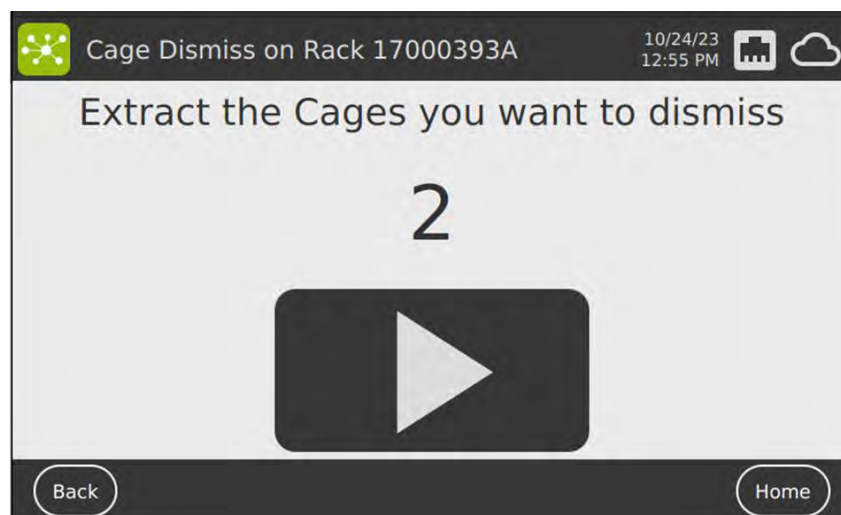 Cage Dismiss on Rack 17000393A
10/24/23
12:55 PM
Extract the Cages you want to dismiss
2
Back
Home